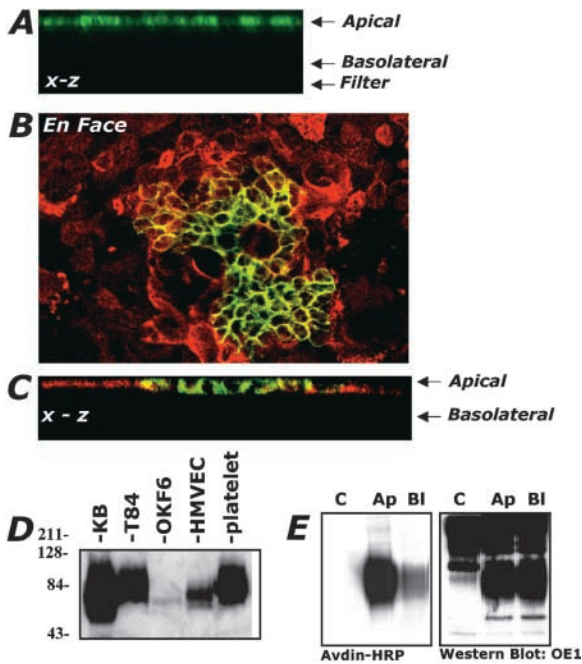 A
x-z
Apical
Basolateral
Filter
B
En Face
C
x - z
Apical
Basolateral
D
-KB
-T84
-OKF6
-HMVEC
-platelet
211-
128-
84-
43-
E
C Ap Bl
C Ap Bl
Avdin-HRP
Western Blot: OE1